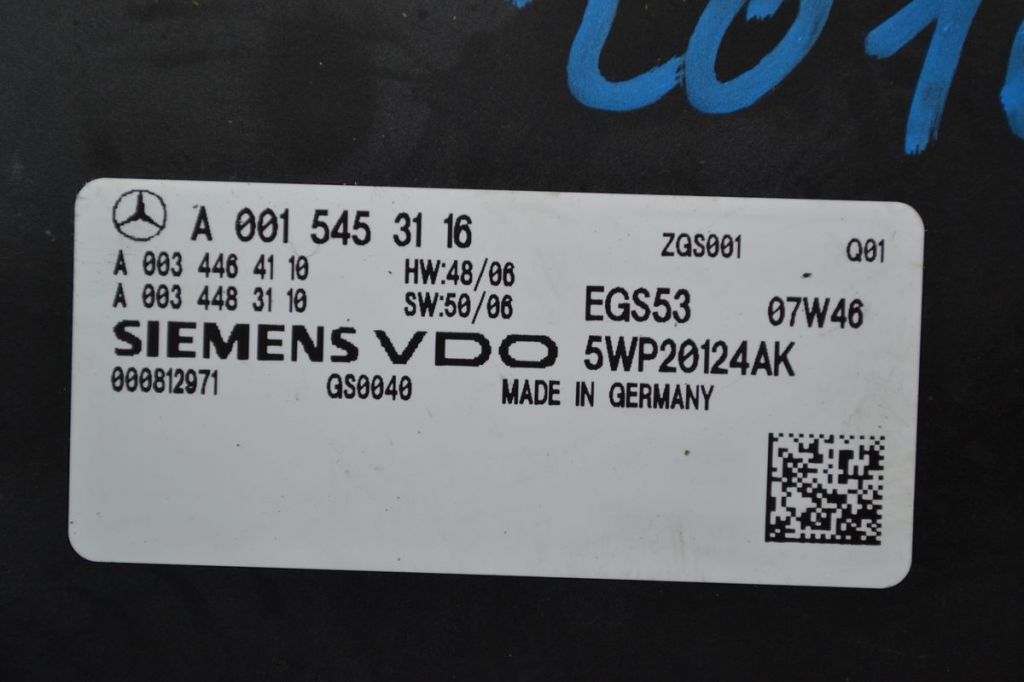 A 001 545 31 16
ZGS001 Q01
A 003 446 41 10 HW:48/06
A 003 448 31 10 SW:50/06 EGS53 07W46
SIEMENS VDO 5WP20124AK
000812971 GS0040 MADE IN GERMANY